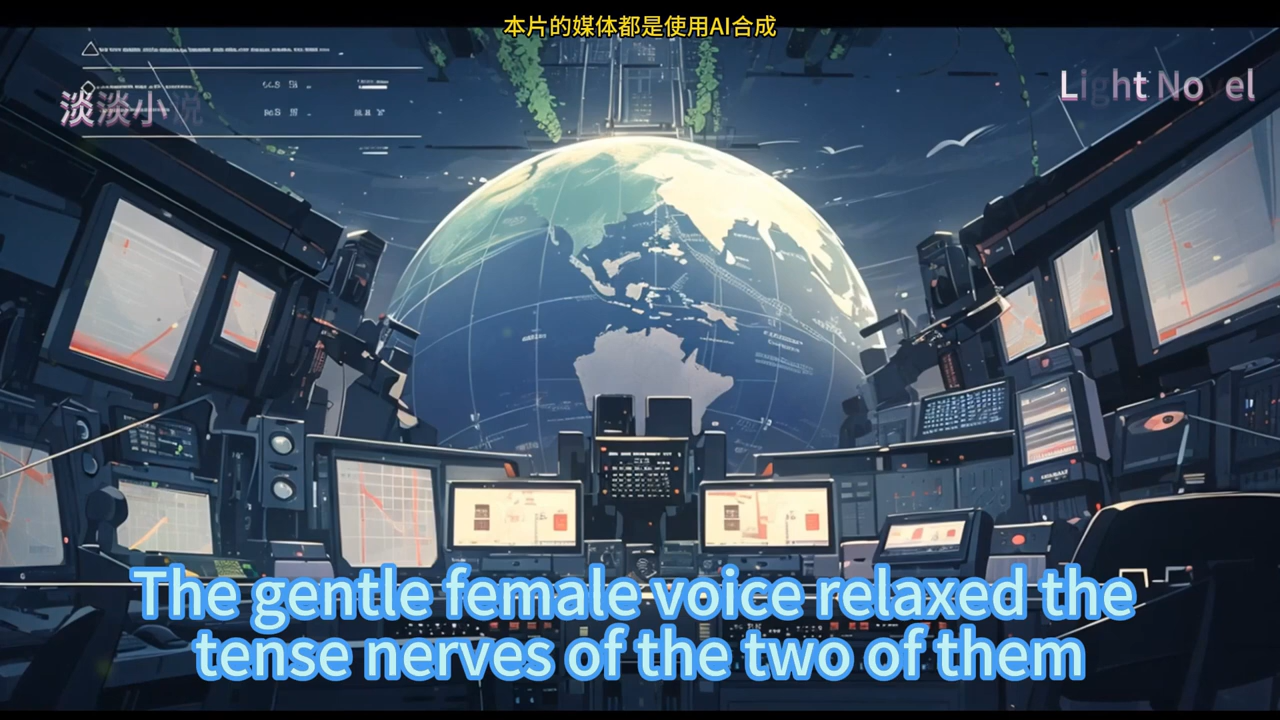 本片的媒体都是使用AI合成
淡淡小说
Light Novel
The gentle female voice relaxed the
tense nerves of the two of them